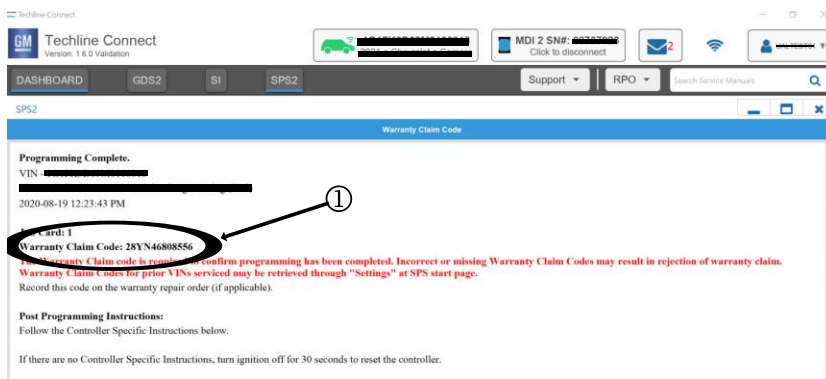 Techline Connect
GM
Techline Connect
Version: 1.6.0 Validation
MDI 2 SN#:
Click to disconnect
2
DASHBOARD GDS2 SI SPS2 Support RPO Search Service Manuals
SPS2
Warranty Claim Code
Programming Complete.
VIN -
2020-08-19 12:23:43 PM
1
Card: 1
Warranty Claim Code: 28YN46808556
The Warranty Claim code is required to confirm programming has been completed. Incorrect or missing Warranty Claim Codes may result in rejection of warranty claim.
Warranty Claim Codes for prior VINs serviced may be retrieved through "Settings" at SPS start page.
Record this code on the warranty repair order (if applicable).
Post Programming Instructions:
Follow the Controller Specific Instructions below.
If there are no Controller Specific Instructions, turn ignition off for 30 seconds to reset the controller.